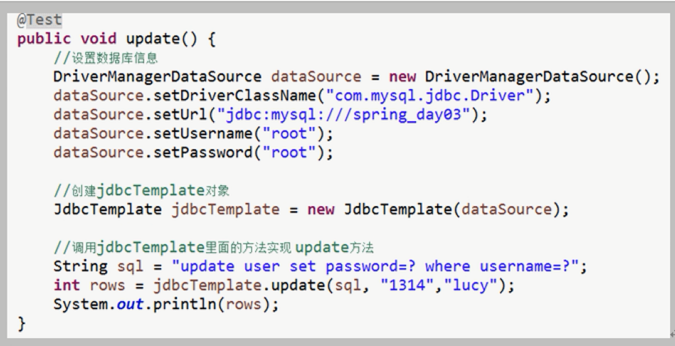 @Test
public void update() {
//设置数据库信息
DriverManagerDataSource dataSource = new DriverManagerDataSource();
dataSource.setDriverClassName("com.mysql.jdbc.Driver");
dataSource.setUrl("jdbc:mysql:///spring_day03");
dataSource.setUsername("root");
dataSource.setPassword("root");
//创建jdbcTemplate对象
JdbcTemplate jdbcTemplate = new JdbcTemplate(dataSource);
//调用jdbcTemplate里面的方法实现 update方法
String sql = "update user set password=? where username=?";
int rows = jdbcTemplate.update(sql, "1314","lucy");
System.out.println(rows);
}